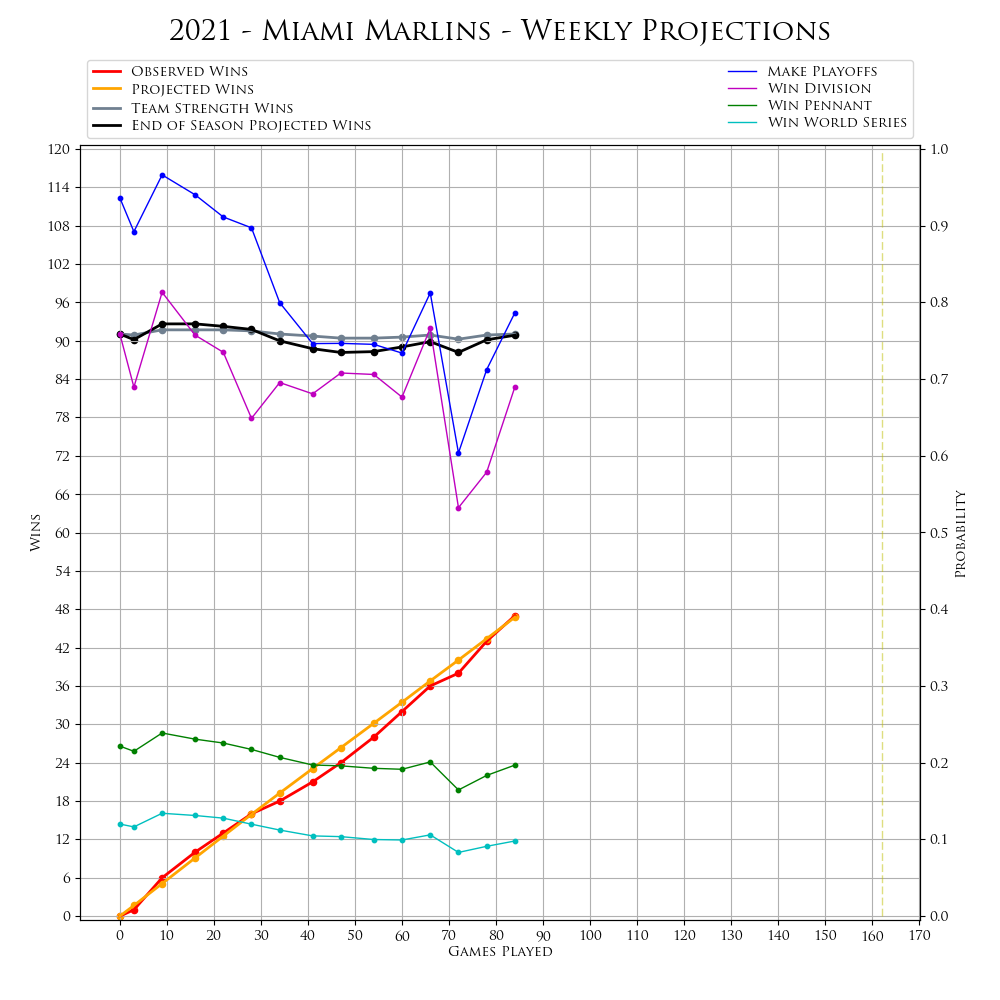 2021 - Miami Marlins - Weekly Projections
Observed Wins
Projected Wins
Team Strength Wins
End of Season Projected Wins
Make Playoffs
Win Division
Win Pennant
Win World Series
120
114
108
102
96
90
84
78
72
66
60
54
48
42
36
30
24
18
12
6
0
Wins
1.0
0.9
0.8
0.7
0.6
0.5
0.4
0.3
0.2
0.1
0.0
Probability
0 10 20 30 40 50 60 70 80 90 100 110 120 130 140 150 160 170
Games Played